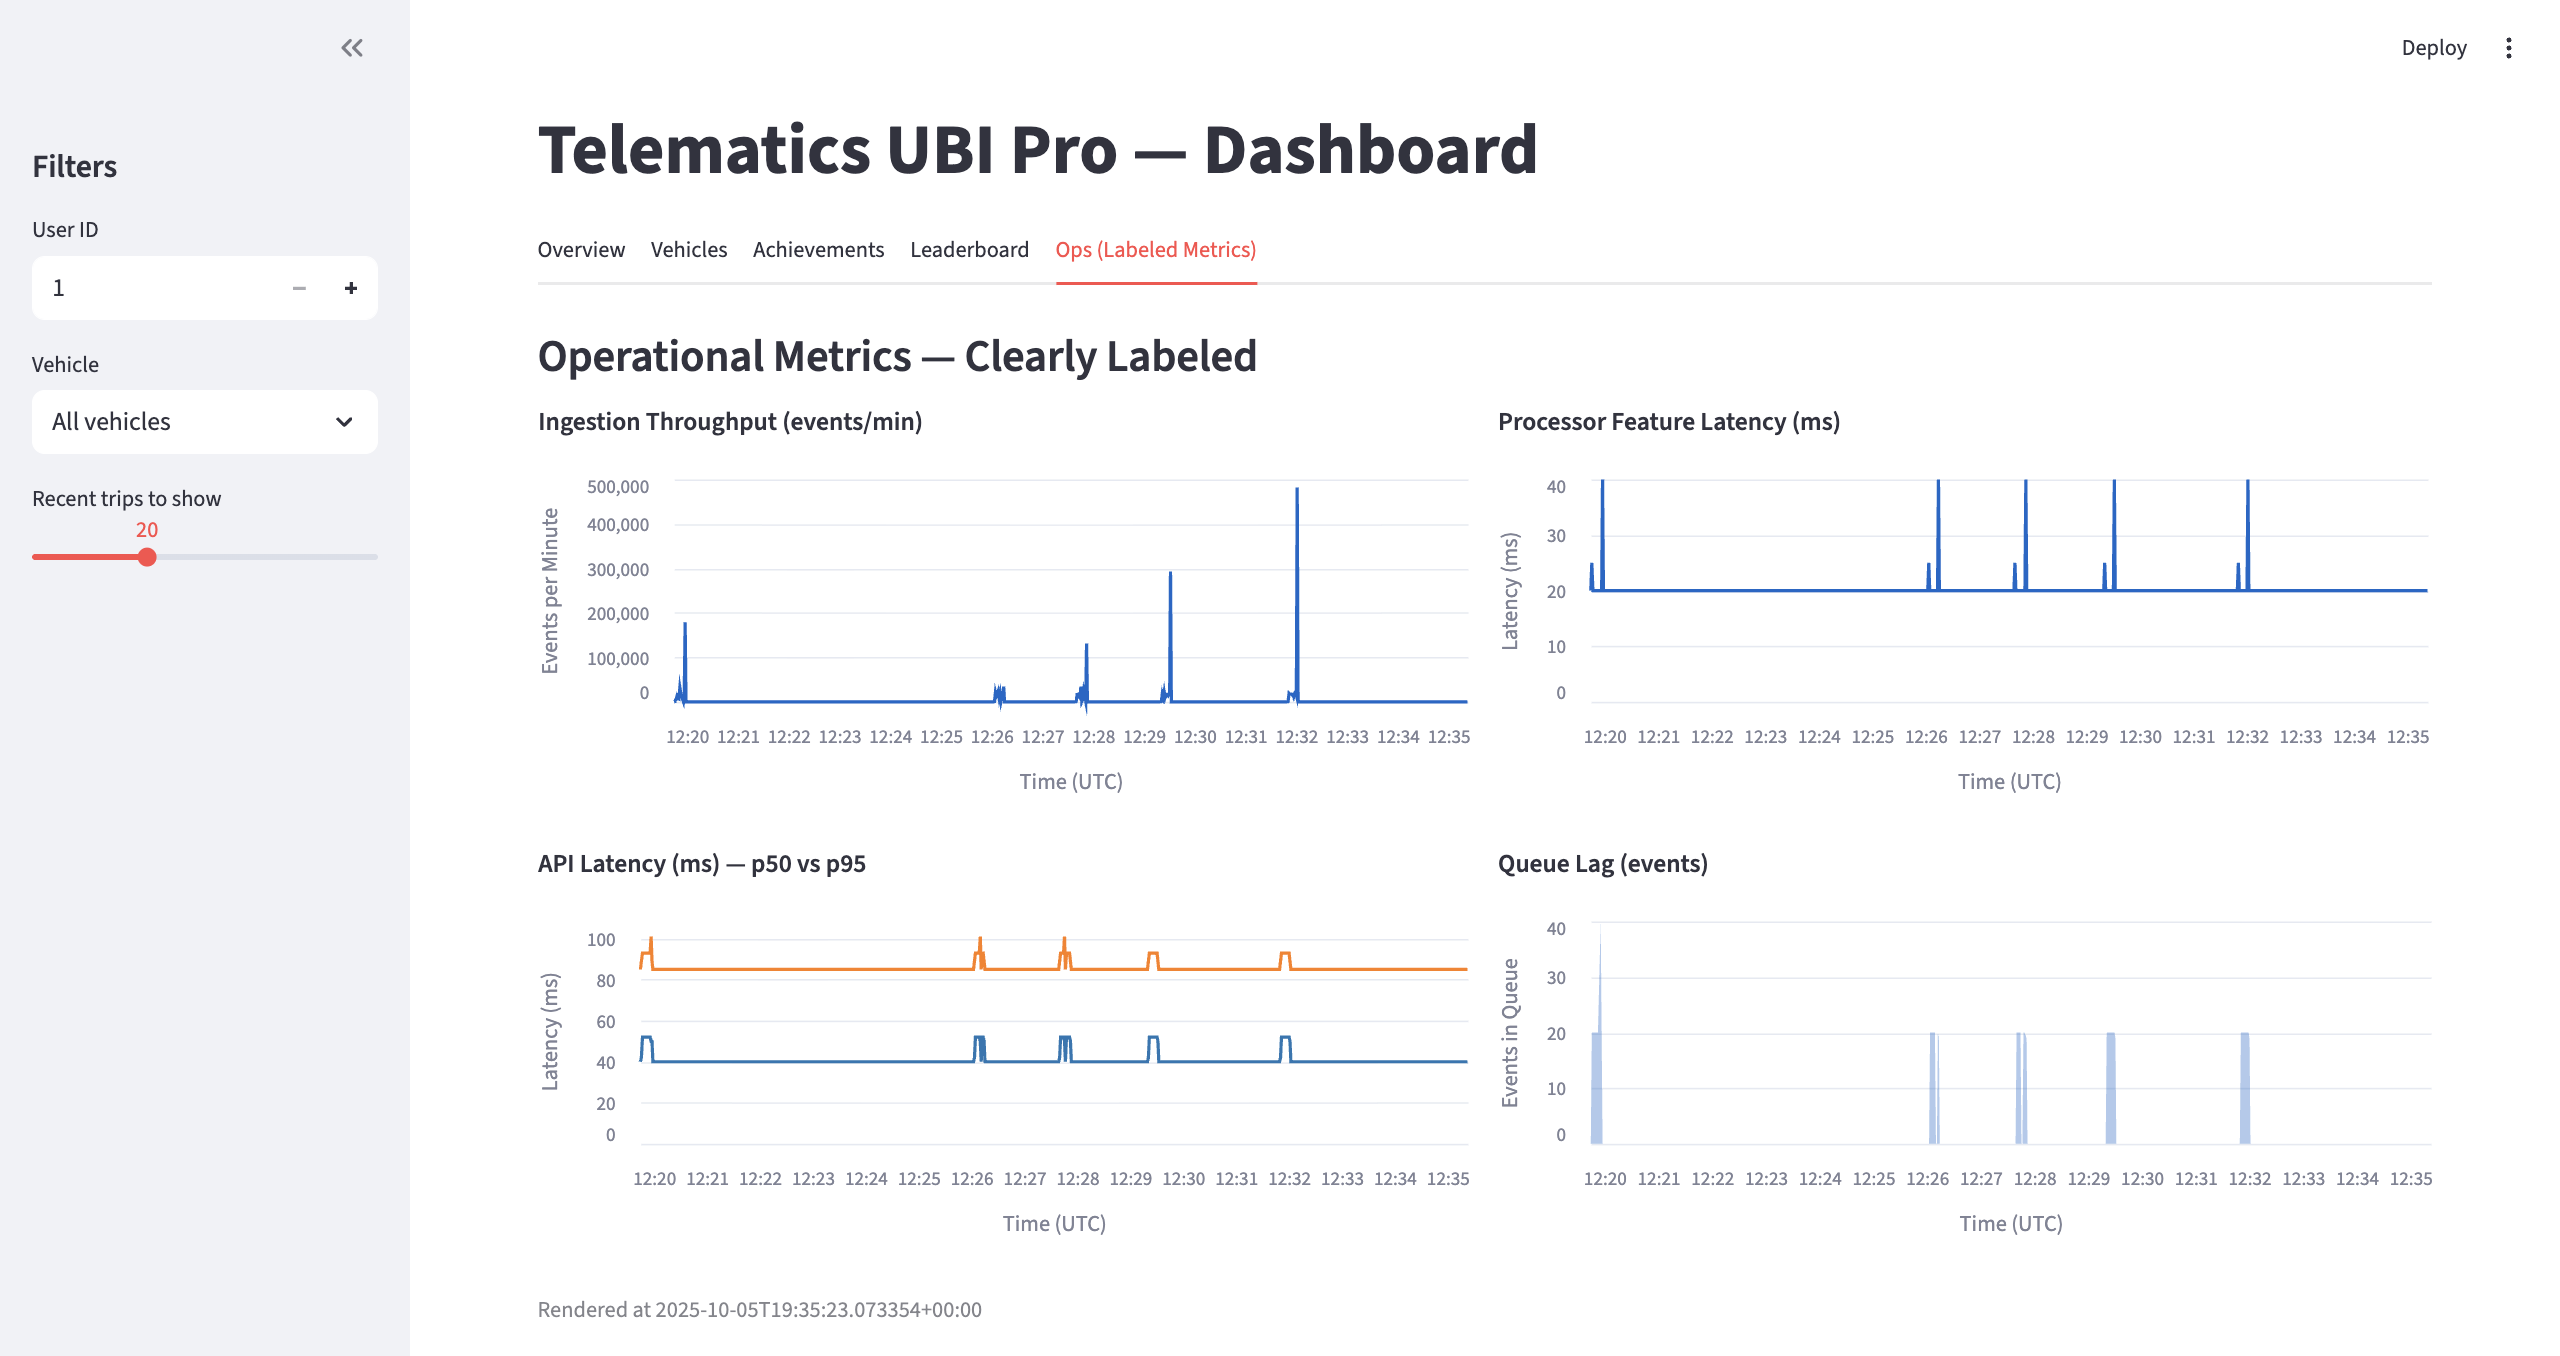 Deploy
Filters
User ID
1
Vehicle
All vehicles
Recent trips to show
20
Telematics UBI Pro — Dashboard
Overview Vehicles Achievements Leaderboard Ops (Labeled Metrics)
Operational Metrics — Clearly Labeled
Ingestion Throughput (events/min)
Events per Minute
500,000
400,000
300,000
200,000
100,000
0
12:20 12:21 12:22 12:23 12:24 12:25 12:26 12:27 12:28 12:29 12:30 12:31 12:32 12:33 12:34 12:35
Time (UTC)
Processor Feature Latency (ms)
Latency (ms)
40
30
20
10
0
12:20 12:21 12:22 12:23 12:24 12:25 12:26 12:27 12:28 12:29 12:30 12:31 12:32 12:33 12:34 12:35
Time (UTC)
API Latency (ms) — p50 vs p95
Latency (ms)
100
80
60
40
20
0
12:20 12:21 12:22 12:23 12:24 12:25 12:26 12:27 12:28 12:29 12:30 12:31 12:32 12:33 12:34 12:35
Time (UTC)
Queue Lag (events)
Events in Queue
40
30
20
10
0
12:20 12:21 12:22 12:23 12:24 12:25 12:26 12:27 12:28 12:29 12:30 12:31 12:32 12:33 12:34 12:35
Time (UTC)
Rendered at 2025-10-05T19:35:23.073354+00:00